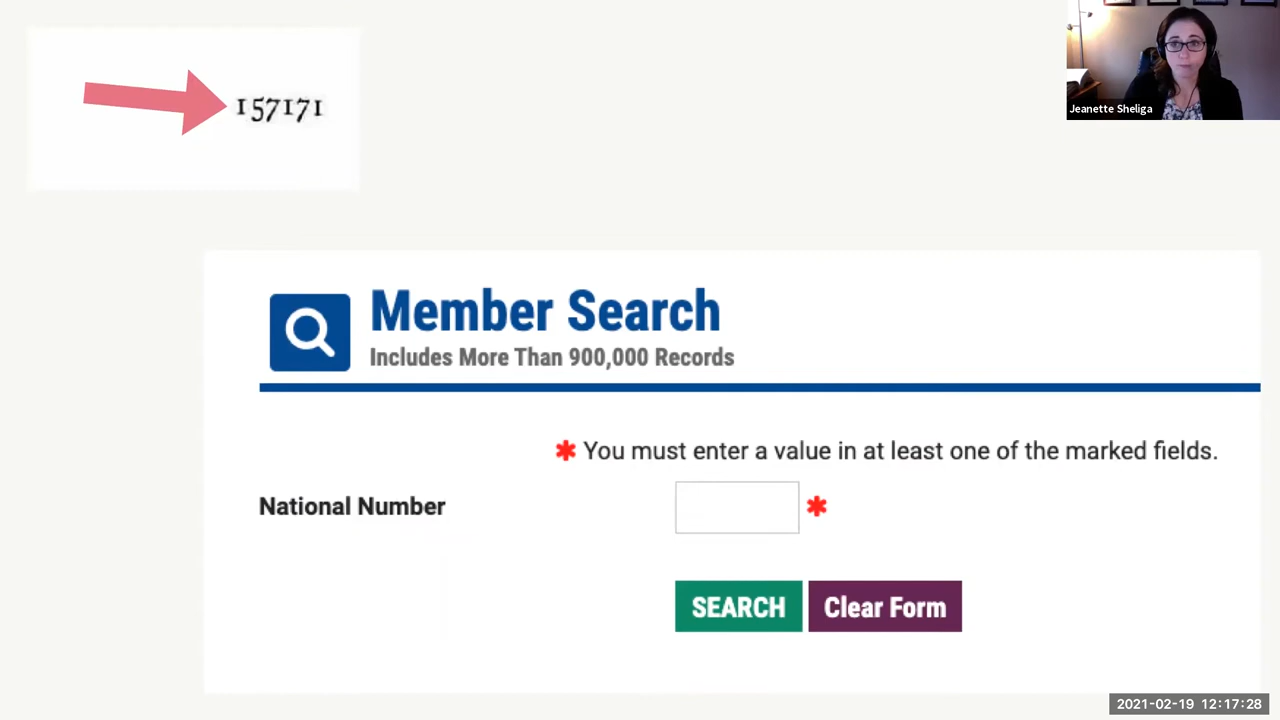 157171
Jeanette Sheliga
Member Search
Includes More Than 900,000 Records
✱ You must enter a value in at least one of the marked fields.
National Number ✱
SEARCH Clear Form
2021-02-19 12:17:28